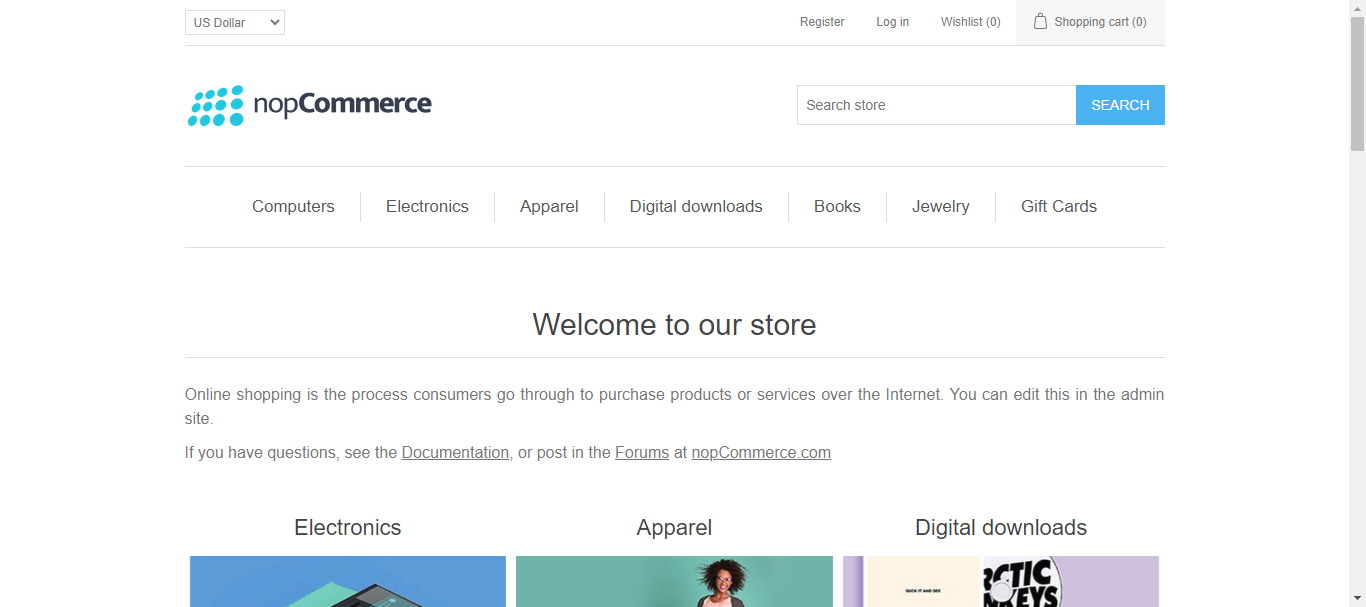 US Dollar
Register
Log in
Wishlist (0)
Shopping cart (0)
nopCommerce
Search store
SEARCH
Computers
Electronics
Apparel
Digital downloads
Books
Jewelry
Gift Cards
Welcome to our store
Online shopping is the process consumers go through to purchase products or services over the Internet. You can edit this in the admin
site.
If you have questions, see the Documentation, or post in the Forums at nopCommerce.com
Electronics
Apparel
Digital downloads
SUCK IT AND SEE